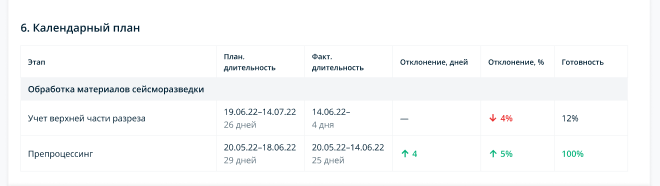 6. Календарный план
Этап
План. длительность
Факт. длительность
Отклонение, дней
Отклонение, %
Готовность
Обработка материалов сейсморазведки
Учет верхней части разреза
19.06.22–14.07.22
26 дней
14.06.22–
4 дня
—
↓ 4%
12%
Препроцессинг
20.05.22–18.06.22
29 дней
20.05.22–14.06.22
25 дней
↑ 4
↑ 5%
100%